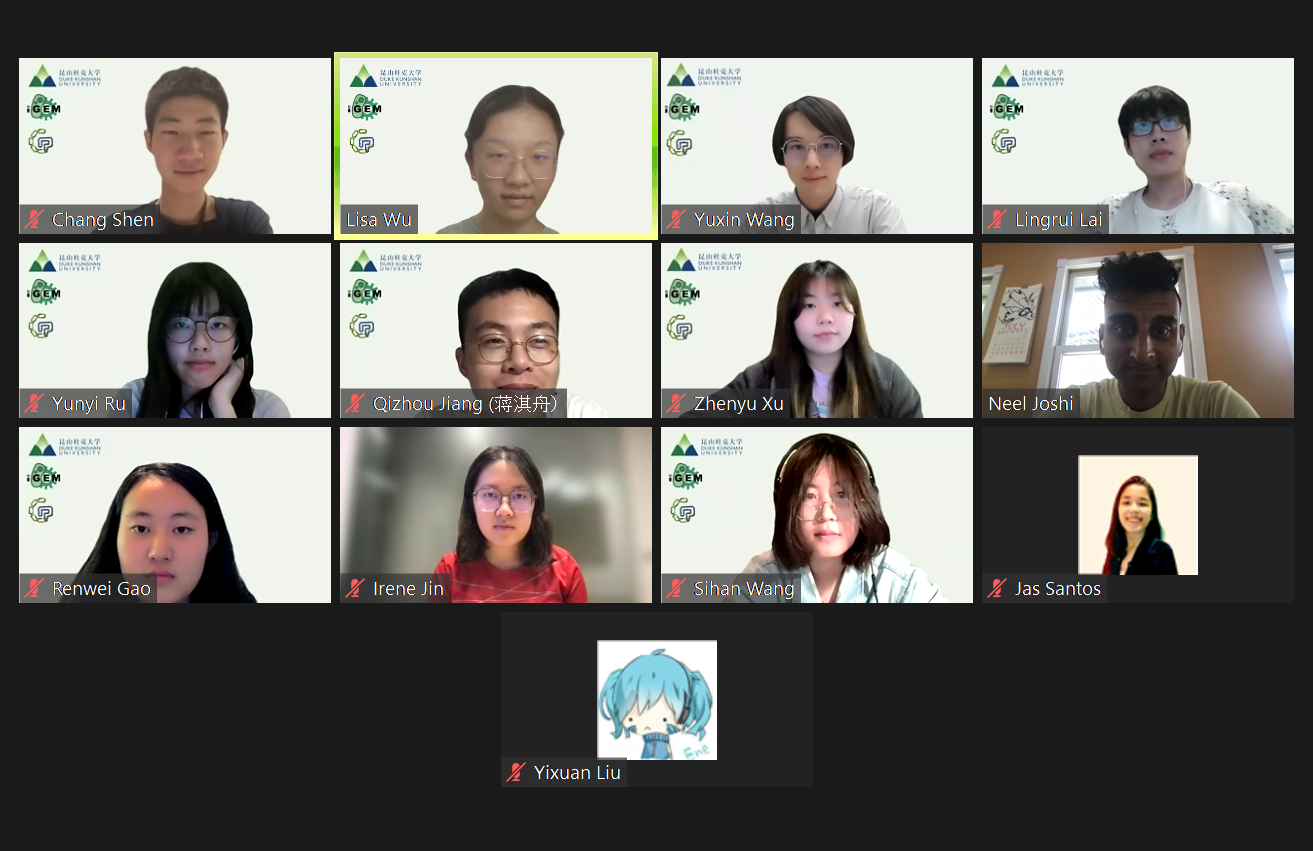 昆山杜克大学
DUKE KUNSHAN
UNIVERSITY
iGEM
Chang Shen
昆山杜克大学
DUKE KUNSHAN
UNIVERSITY
iGEM
Lisa Wu
昆山杜克大学
DUKE KUNSHAN
UNIVERSITY
iGEM
Yuxin Wang
昆山杜克大学
DUKE KUNSHAN
UNIVERSITY
iGEM
Lingrui Lai
昆山杜克大学
DUKE KUNSHAN
UNIVERSITY
iGEM
Yunyi Ru
昆山杜克大学
DUKE KUNSHAN
UNIVERSITY
iGEM
Qizhou Jiang (蒋淇舟)
昆山杜克大学
DUKE KUNSHAN
UNIVERSITY
iGEM
Zhenyu Xu
JULY
Neel Joshi
昆山杜克大学
DUKE KUNSHAN
UNIVERSITY
iGEM
Renwei Gao
Irene Jin
昆山杜克大学
DUKE KUNSHAN
UNIVERSITY
iGEM
Sihan Wang
Jas Santos
Ene
Yixuan Liu